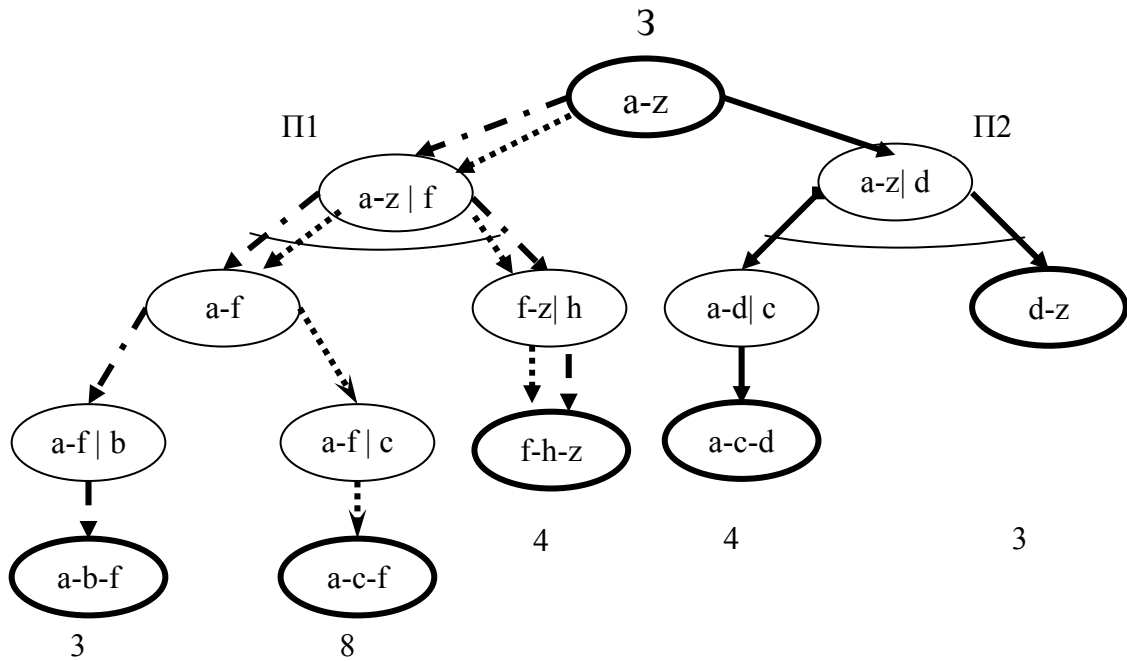 З
a-z
П1
П2
a-z | f
a-z| d
a-f
f-z| h
a-d| c
d-z
a-f | b
a-f | c
f-h-z
a-c-d
4
4
3
a-b-f
a-c-f
3
8